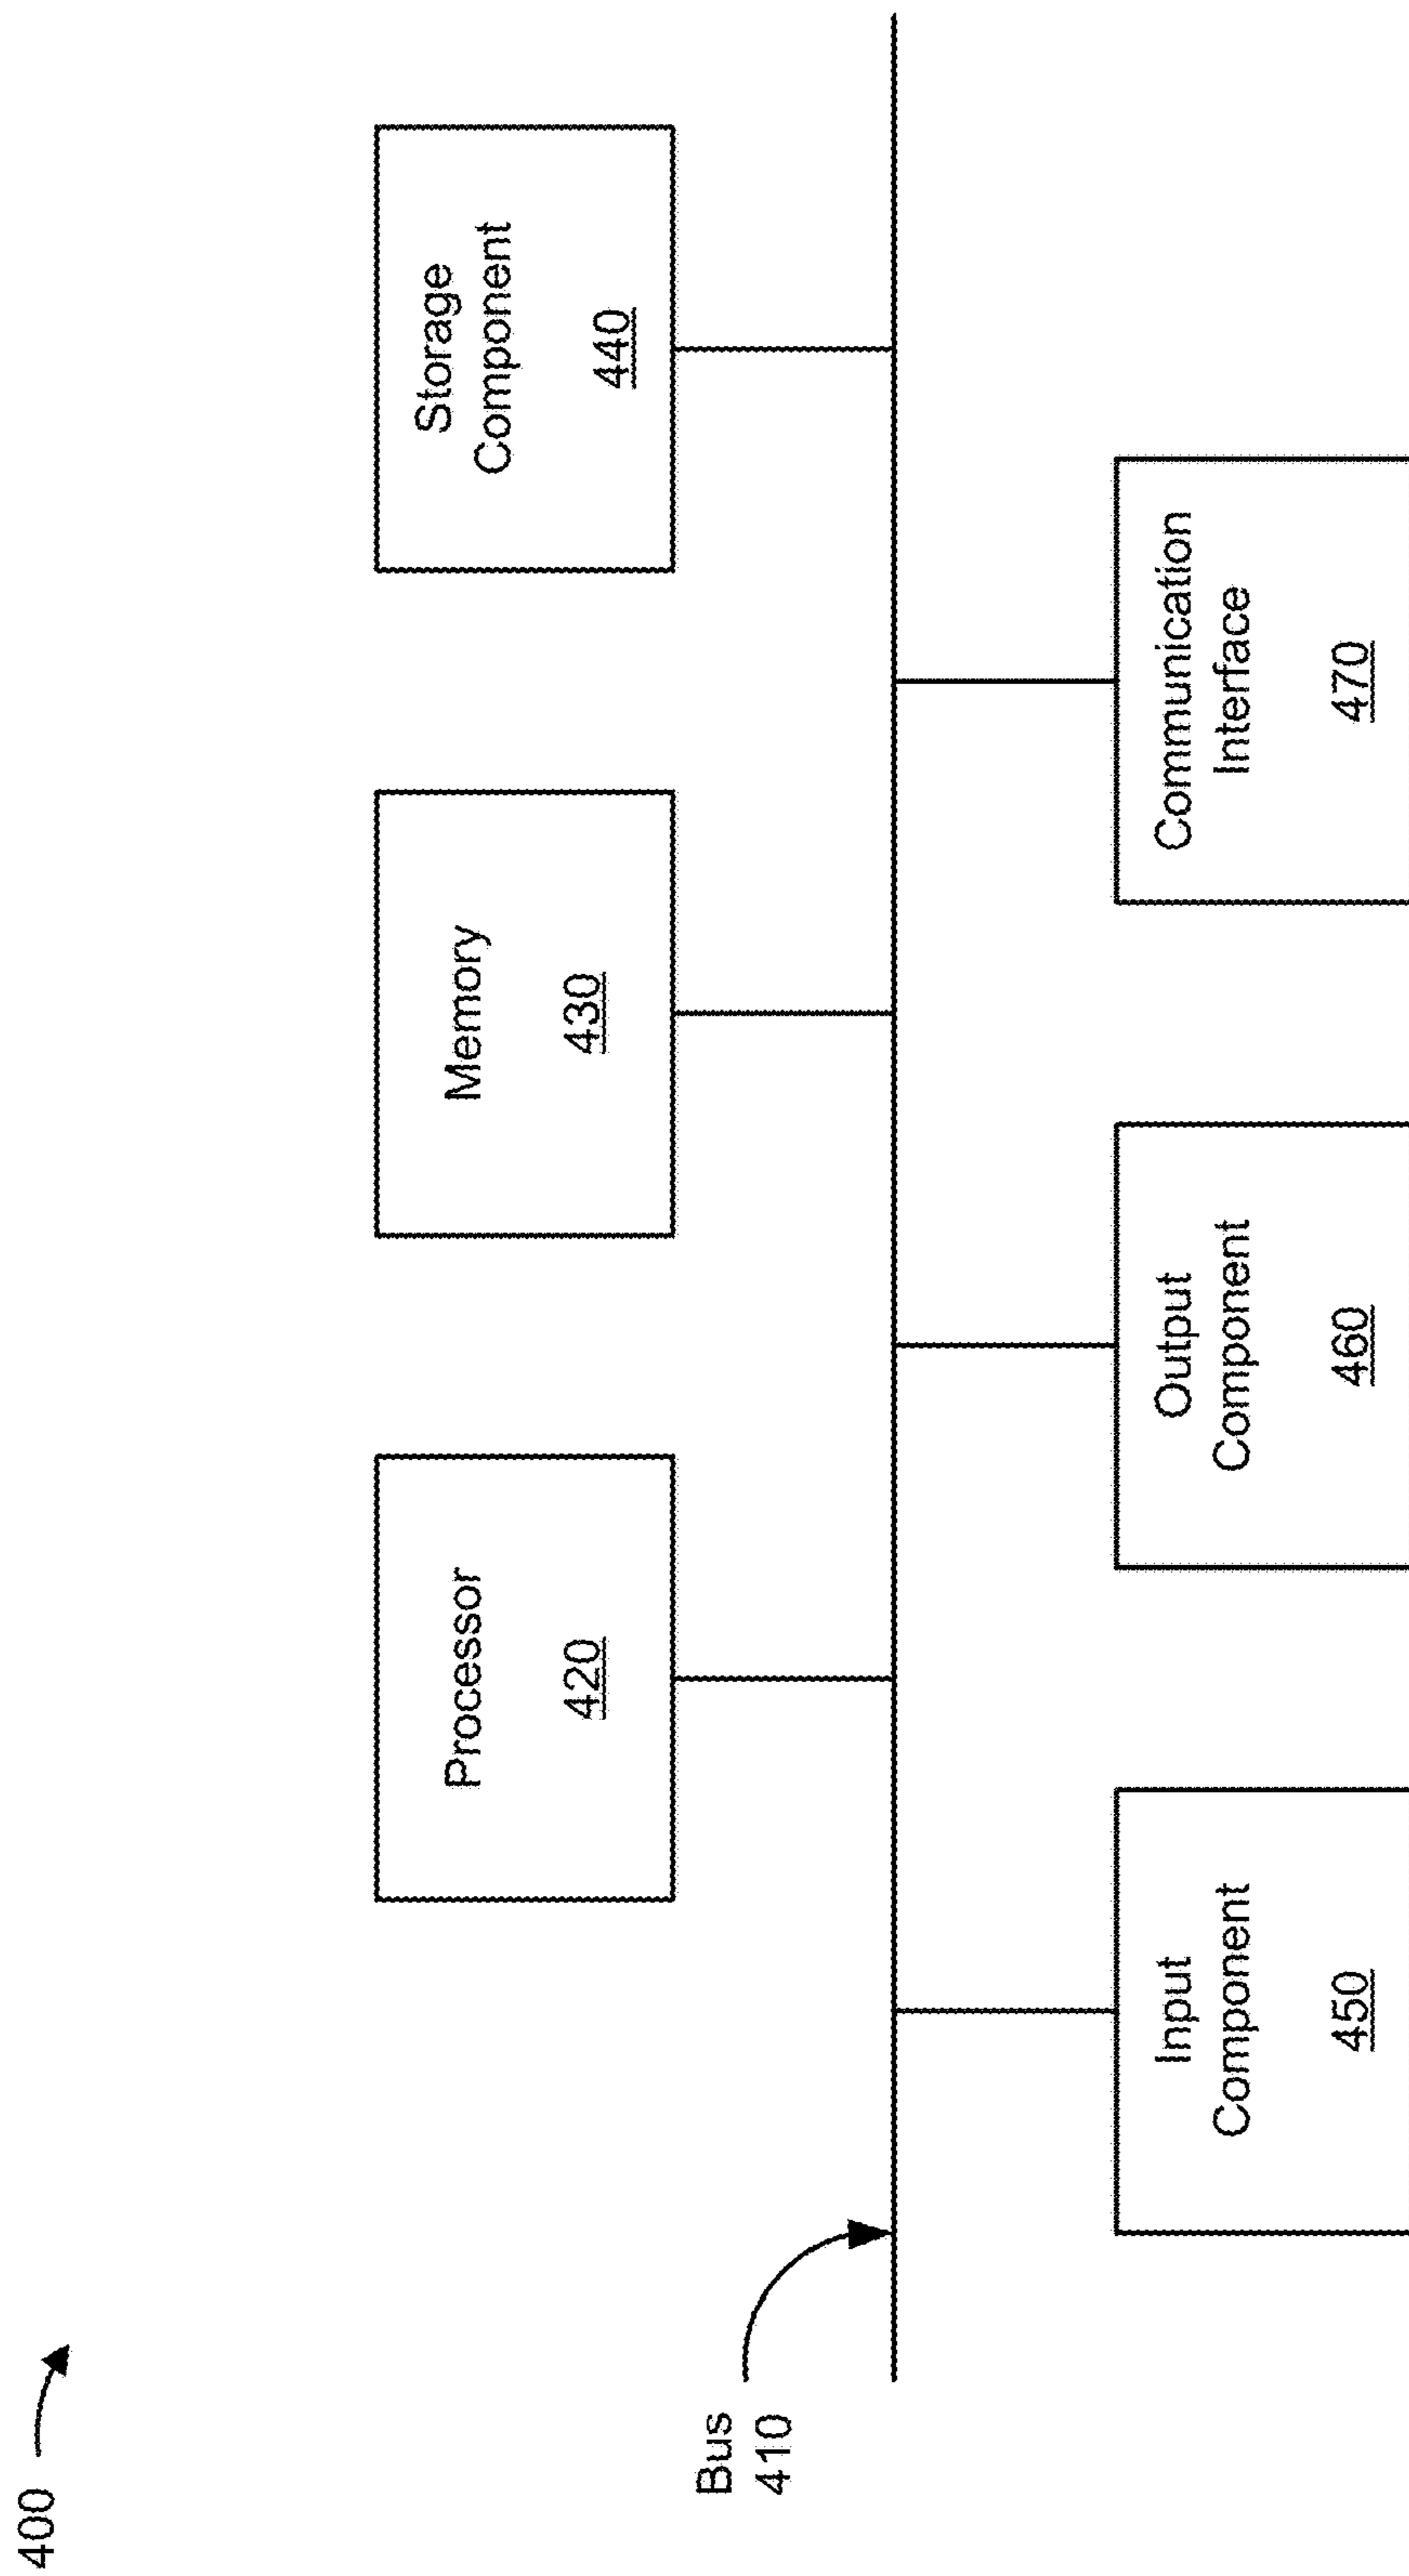 400
Bus
410
Processor
420
Memory
430
Storage
Component
440
Input
Component
450
Output
Component
460
Communication
Interface
470